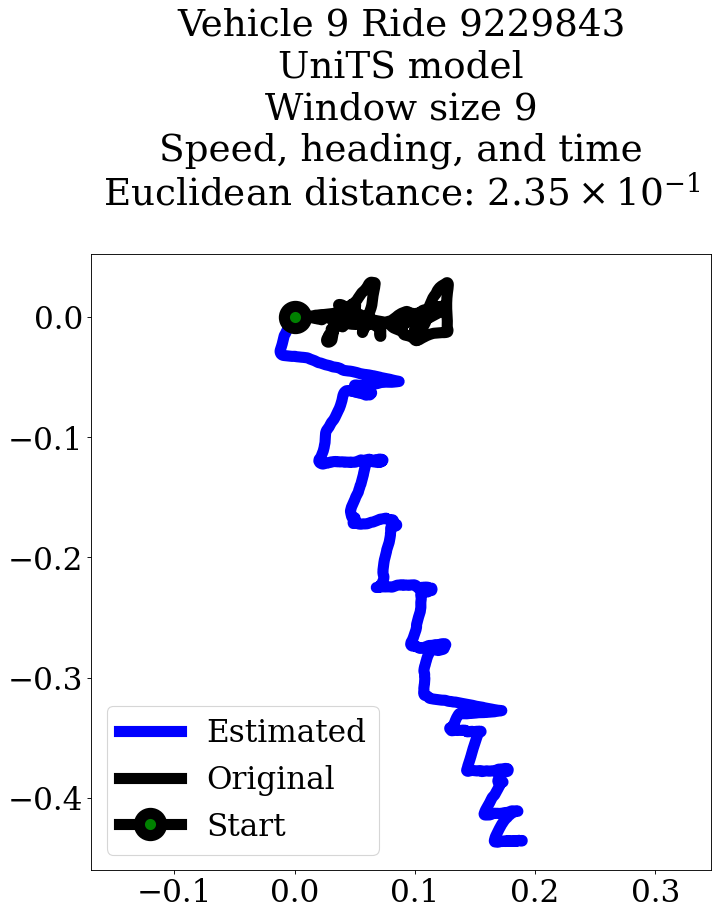 Vehicle 9 Ride 9229843
UniTS model
Window size 9
Speed, heading, and time
Euclidean distance: 2.35 × 10⁻¹
0.0
−0.1
−0.2
−0.3
−0.4
Estimated
Original
Start
−0.1 0.0 0.1 0.2 0.3